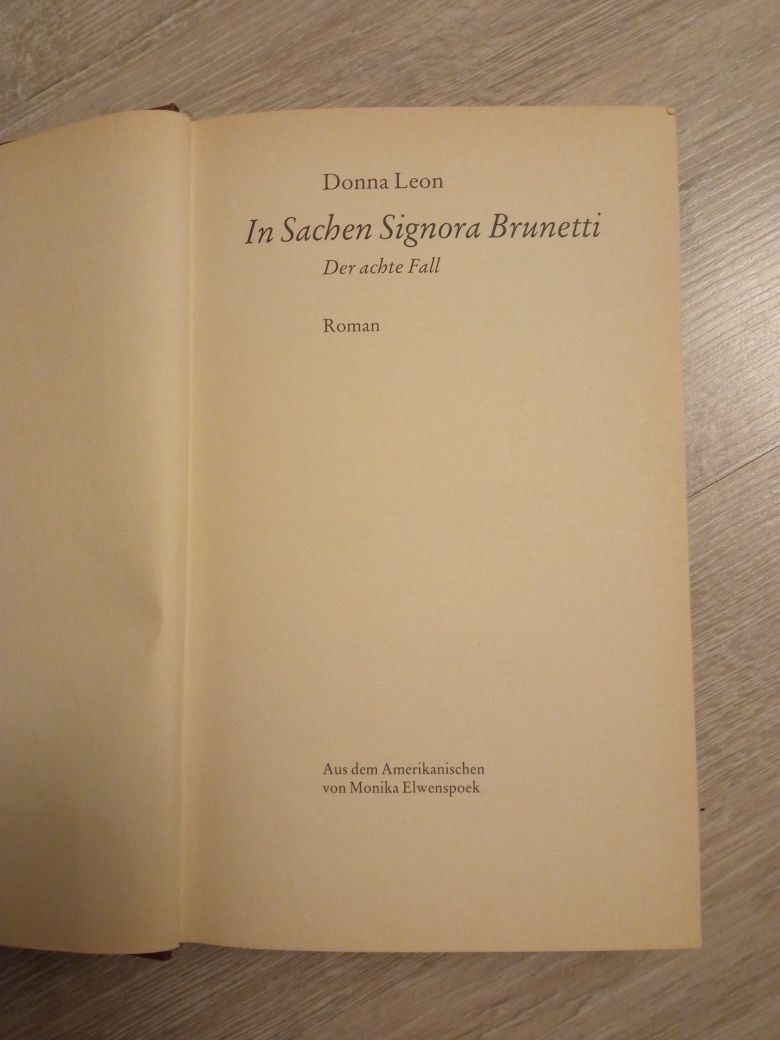 Donna Leon
In Sachen Signora Brunetti
Der achte Fall
Roman
Aus dem Amerikanischen
von Monika Elwenspoek